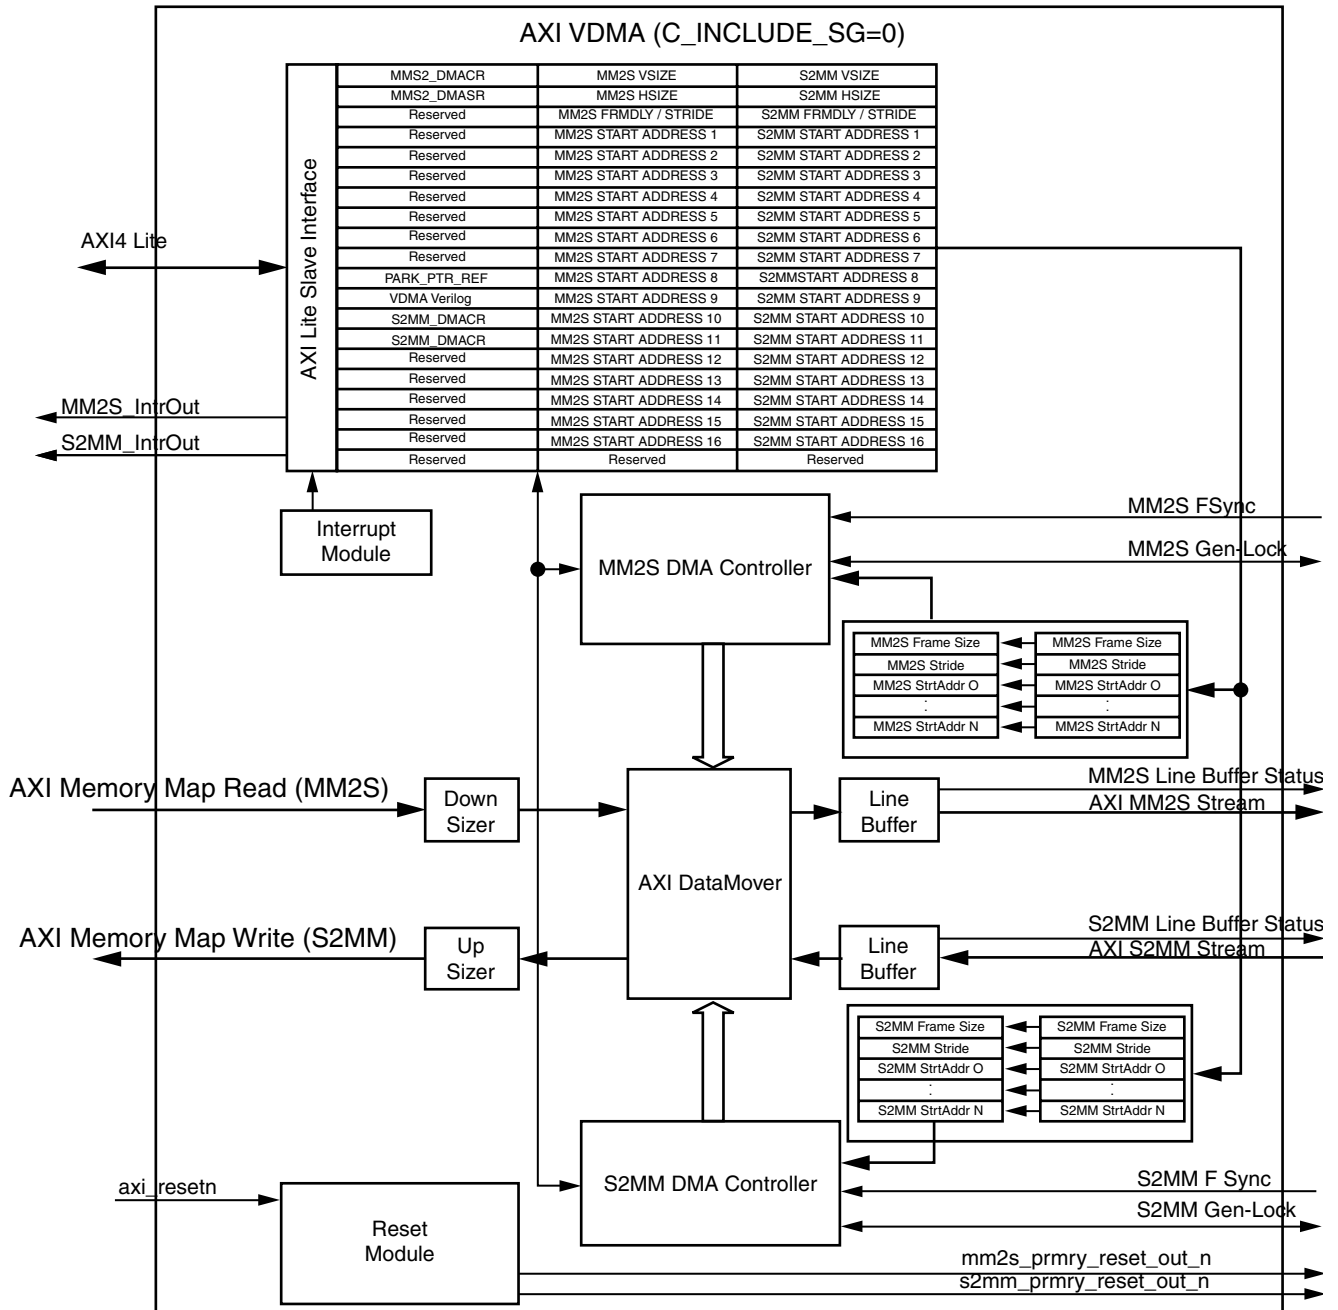 AXI VDMA (C_INCLUDE_SG=0)
AXI Lite Slave Interface
MMS2_DMACR MM2S VSIZE S2MM VSIZE
MMS2_DMASR MM2S HSIZE S2MM HSIZE
Reserved MM2S FRMDLY / STRIDE S2MM FRMDLY / STRIDE
Reserved MM2S START ADDRESS 1 S2MM START ADDRESS 1
Reserved MM2S START ADDRESS 2 S2MM START ADDRESS 2
Reserved MM2S START ADDRESS 3 S2MM START ADDRESS 3
Reserved MM2S START ADDRESS 4 S2MM START ADDRESS 4
Reserved MM2S START ADDRESS 5 S2MM START ADDRESS 5
Reserved MM2S START ADDRESS 6 S2MM START ADDRESS 6
Reserved MM2S START ADDRESS 7 S2MM START ADDRESS 7
PARK_PTR_REF MM2S START ADDRESS 8 S2MMSTART ADDRESS 8
VDMA Verilog MM2S START ADDRESS 9 S2MM START ADDRESS 9
S2MM_DMACR MM2S START ADDRESS 10 S2MM START ADDRESS 10
S2MM_DMACR MM2S START ADDRESS 11 S2MM START ADDRESS 11
Reserved MM2S START ADDRESS 12 S2MM START ADDRESS 12
Reserved MM2S START ADDRESS 13 S2MM START ADDRESS 13
Reserved MM2S START ADDRESS 14 S2MM START ADDRESS 14
Reserved MM2S START ADDRESS 15 S2MM START ADDRESS 15
Reserved MM2S START ADDRESS 16 S2MM START ADDRESS 16
Reserved Reserved Reserved
AXI4 Lite
MM2S_IntrOut
S2MM_IntrOut
Interrupt
Module
MM2S DMA Controller
MM2S FSync
MM2S Gen-Lock
MM2S Frame Size MM2S Frame Size
MM2S Stride MM2S Stride
MM2S StrtAddr O MM2S StrtAddr O
: :
MM2S StrtAddr N MM2S StrtAddr N
AXI Memory Map Read (MM2S)
Down
Sizer
AXI DataMover
Line
Buffer
MM2S Line Buffer Status
AXI MM2S Stream
AXI Memory Map Write (S2MM)
Up
Sizer
Line
Buffer
S2MM Line Buffer Status
AXI S2MM Stream
S2MM Frame Size S2MM Frame Size
S2MM Stride S2MM Stride
S2MM StrtAddr O S2MM StrtAddr O
: :
S2MM StrtAddr N S2MM StrtAddr N
S2MM DMA Controller
S2MM F Sync
S2MM Gen-Lock
axi_resetn
Reset
Module
mm2s_prmry_reset_out_n
s2mm_prmry_reset_out_n